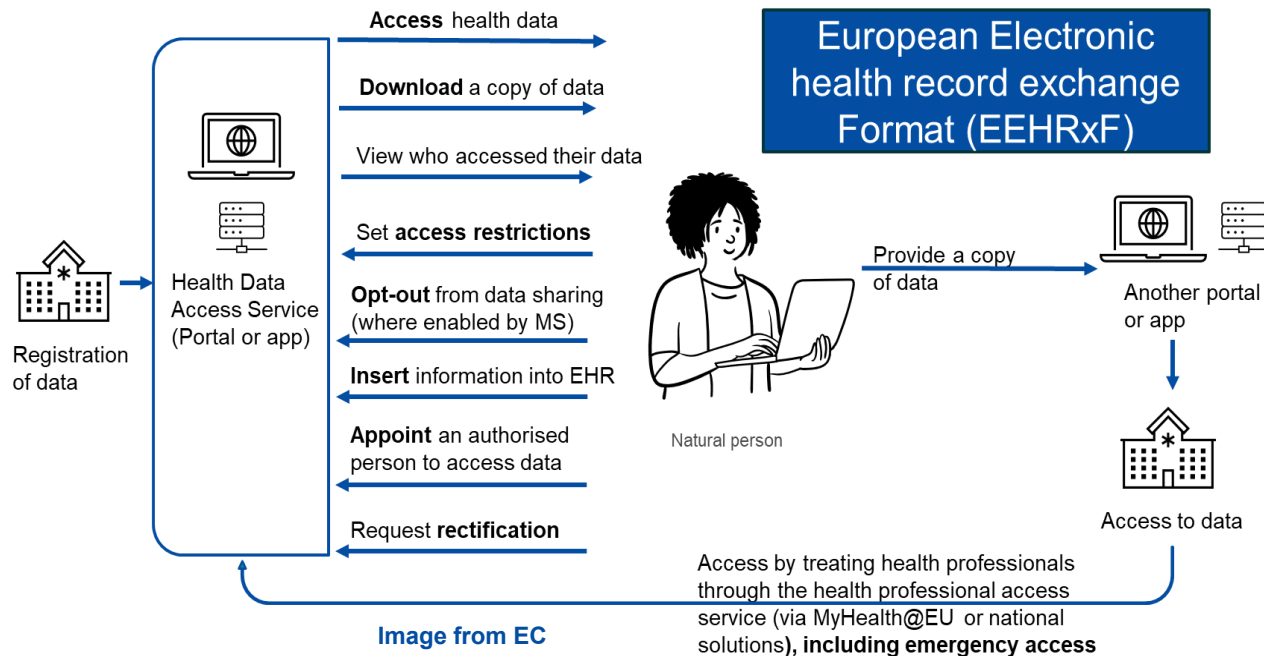 Access health data
Download a copy of data
View who accessed their data
Set access restrictions
Opt-out from data sharing
(where enabled by MS)
Insert information into EHR
Appoint an authorised
person to access data
Request rectification
Health Data
Access Service
(Portal or app)
Registration
of data
European Electronic
health record exchange
Format (EEHRxF)
Natural person
Provide a copy
of data
Another portal
or app
Access to data
Access by treating health professionals
through the health professional access
service (via MyHealth@EU or national
solutions), including emergency access
Image from EC